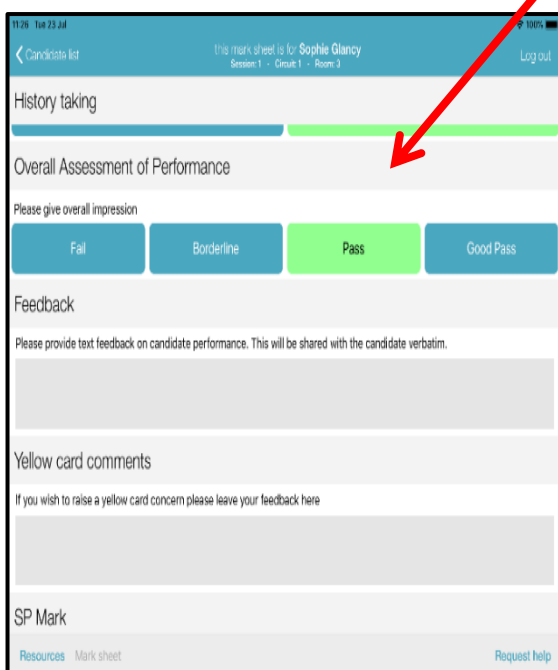 11:26 Tue 23 Jul 100%
Candidate list this mark sheet is for Sophie Glancy Log out
Session: 1 - Circuit: 1 - Room: 3
History taking
Overall Assessment of Performance
Please give overall impression
Fail Borderline Pass Good Pass
Feedback
Please provide text feedback on candidate performance. This will be shared with the candidate verbatim.
Yellow card comments
If you wish to raise a yellow card concern please leave your feedback here
SP Mark
Resources Mark sheet Request help